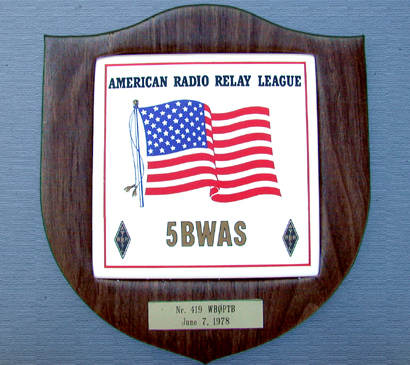 AMERICAN RADIO RELAY LEAGUE
5BWAS
Nr. 419 WBØPTB
June 7, 1978